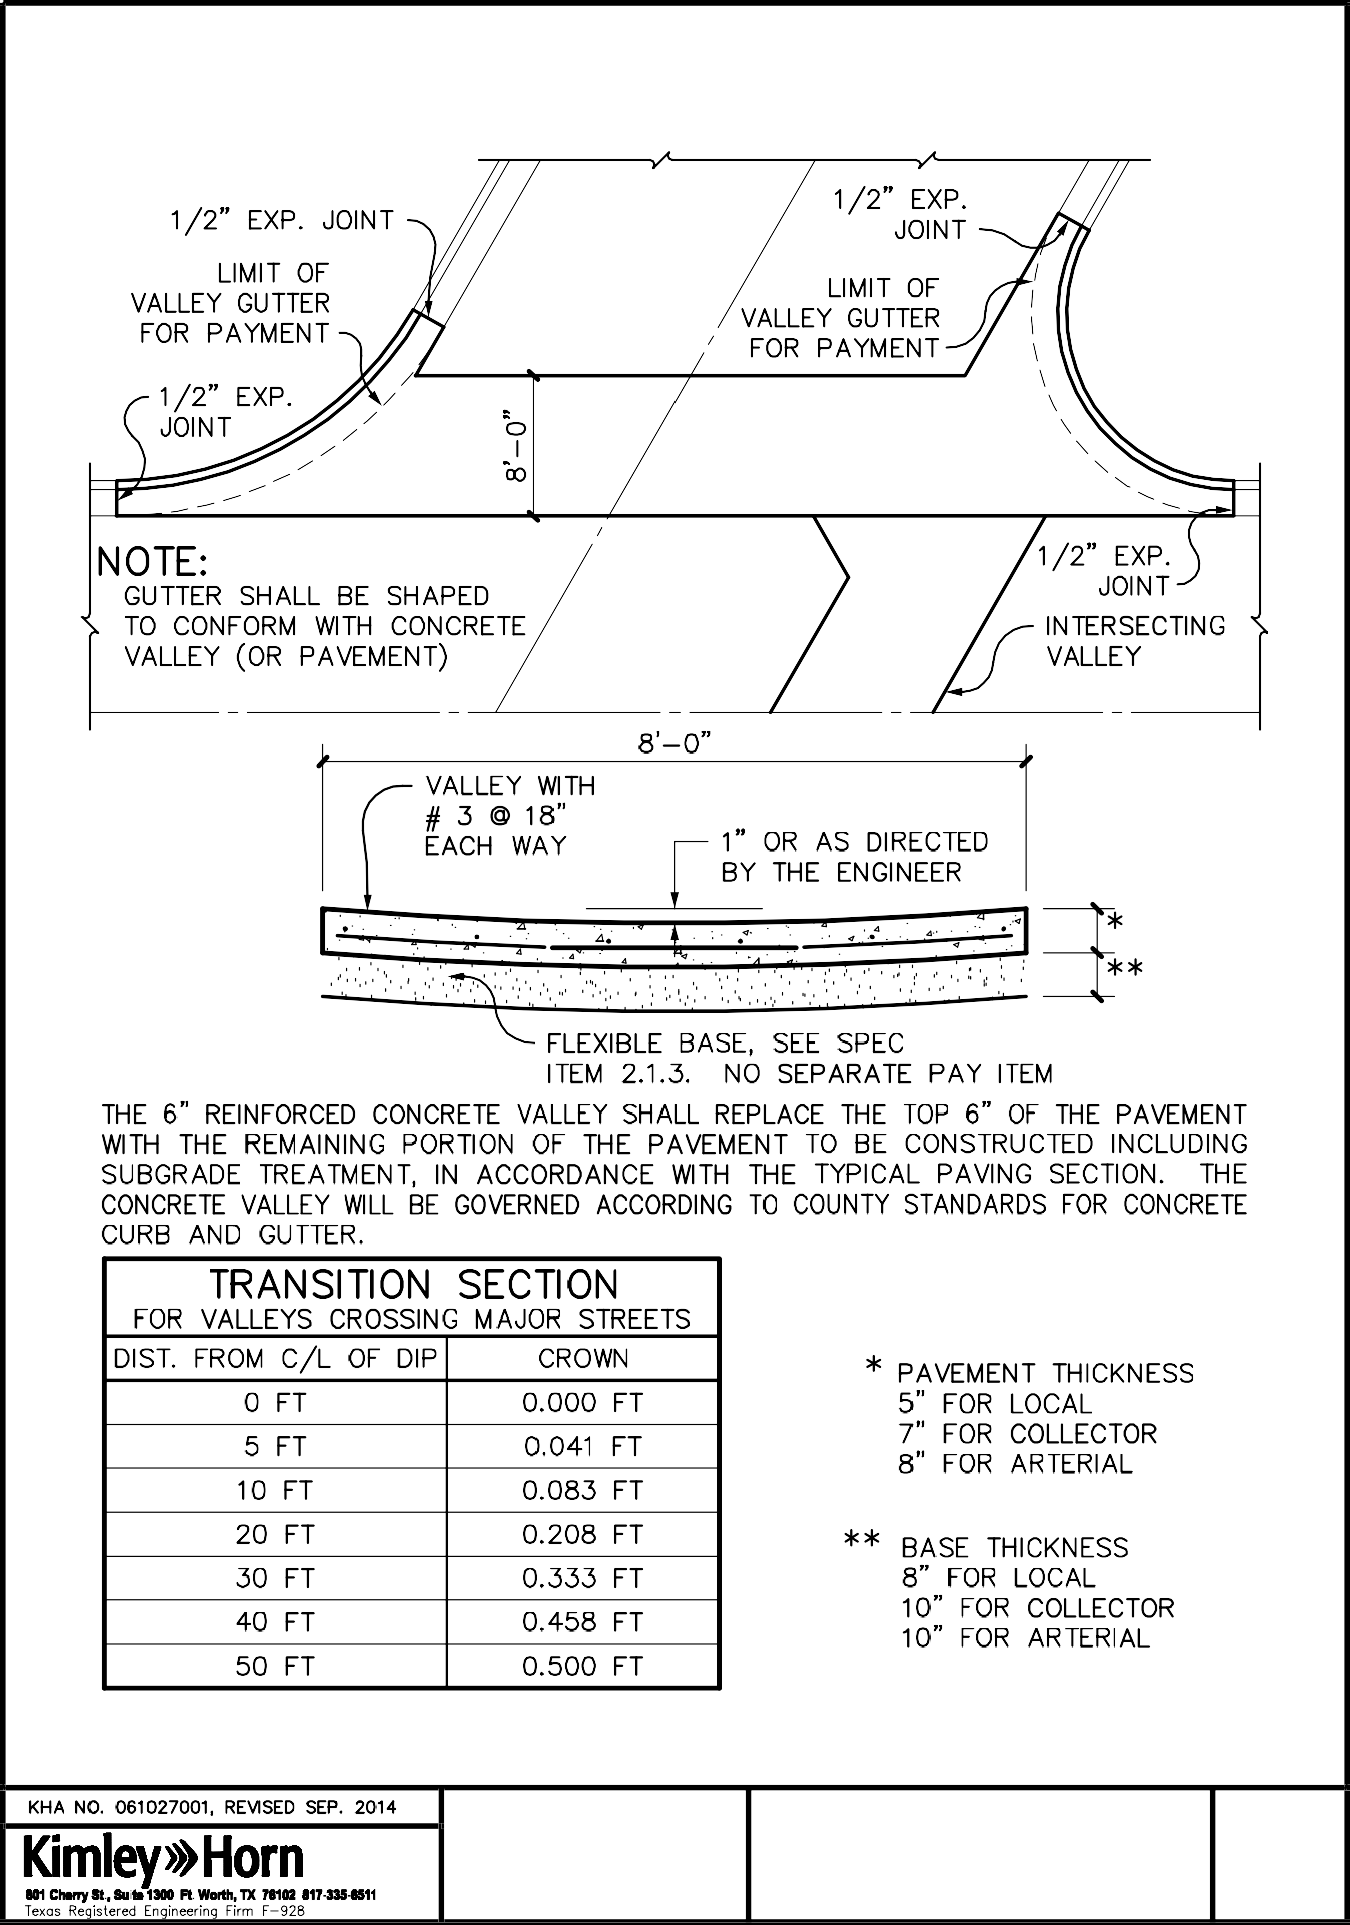 1/2” EXP. JOINT
LIMIT OF
VALLEY GUTTER
FOR PAYMENT
1/2” EXP.
JOINT
1/2” EXP.
JOINT
LIMIT OF
VALLEY GUTTER
FOR PAYMENT
8'-0”
NOTE:
GUTTER SHALL BE SHAPED
TO CONFORM WITH CONCRETE
VALLEY (OR PAVEMENT)
1/2” EXP.
JOINT
INTERSECTING
VALLEY
8'-0”
VALLEY WITH
# 3 @ 18”
EACH WAY
1” OR AS DIRECTED
BY THE ENGINEER
*
**
FLEXIBLE BASE, SEE SPEC
ITEM 2.1.3. NO SEPARATE PAY ITEM
THE 6” REINFORCED CONCRETE VALLEY SHALL REPLACE THE TOP 6” OF THE PAVEMENT
WITH THE REMAINING PORTION OF THE PAVEMENT TO BE CONSTRUCTED INCLUDING
SUBGRADE TREATMENT, IN ACCORDANCE WITH THE TYPICAL PAVING SECTION. THE
CONCRETE VALLEY WILL BE GOVERNED ACCORDING TO COUNTY STANDARDS FOR CONCRETE
CURB AND GUTTER.
TRANSITION SECTION
FOR VALLEYS CROSSING MAJOR STREETS
DIST. FROM C/L OF DIP CROWN
0 FT 0.000 FT
5 FT 0.041 FT
10 FT 0.083 FT
20 FT 0.208 FT
30 FT 0.333 FT
40 FT 0.458 FT
50 FT 0.500 FT
* PAVEMENT THICKNESS
5" FOR LOCAL
7" FOR COLLECTOR
8" FOR ARTERIAL
** BASE THICKNESS
8” FOR LOCAL
10” FOR COLLECTOR
10” FOR ARTERIAL
KHA NO. 061027001, REVISED SEP. 2014
Kimley»Horn
801 Cherry St., Suite 1300 Ft. Worth, TX 76102 817-335-6511
Texas Registered Engineering Firm F-928